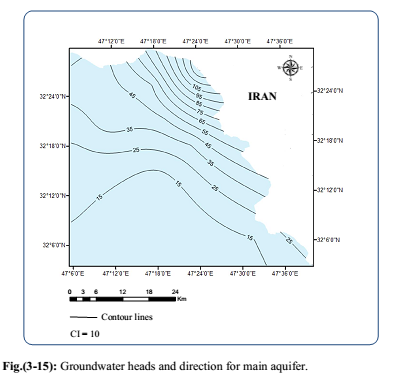 47°12'0"E 47°18'0"E 47°24'0"E 47°30'0"E 47°36'0"E
N
IRAN
32°24'0"N 32°24'0"N
32°18'0"N 32°18'0"N
32°12'0"N 32°12'0"N
32°6'0"N 32°6'0"N
105
95
85
75
65
55
45 45
35 35
25 25
15 15
15 25
47°6'0"E 47°12'0"E 47°18'0"E 47°24'0"E 47°30'0"E 47°36'0"E
0 3 6 12 18 24
Km
Contour lines
CI = 10
Fig.(3-15): Groundwater heads and direction for main aquifer.